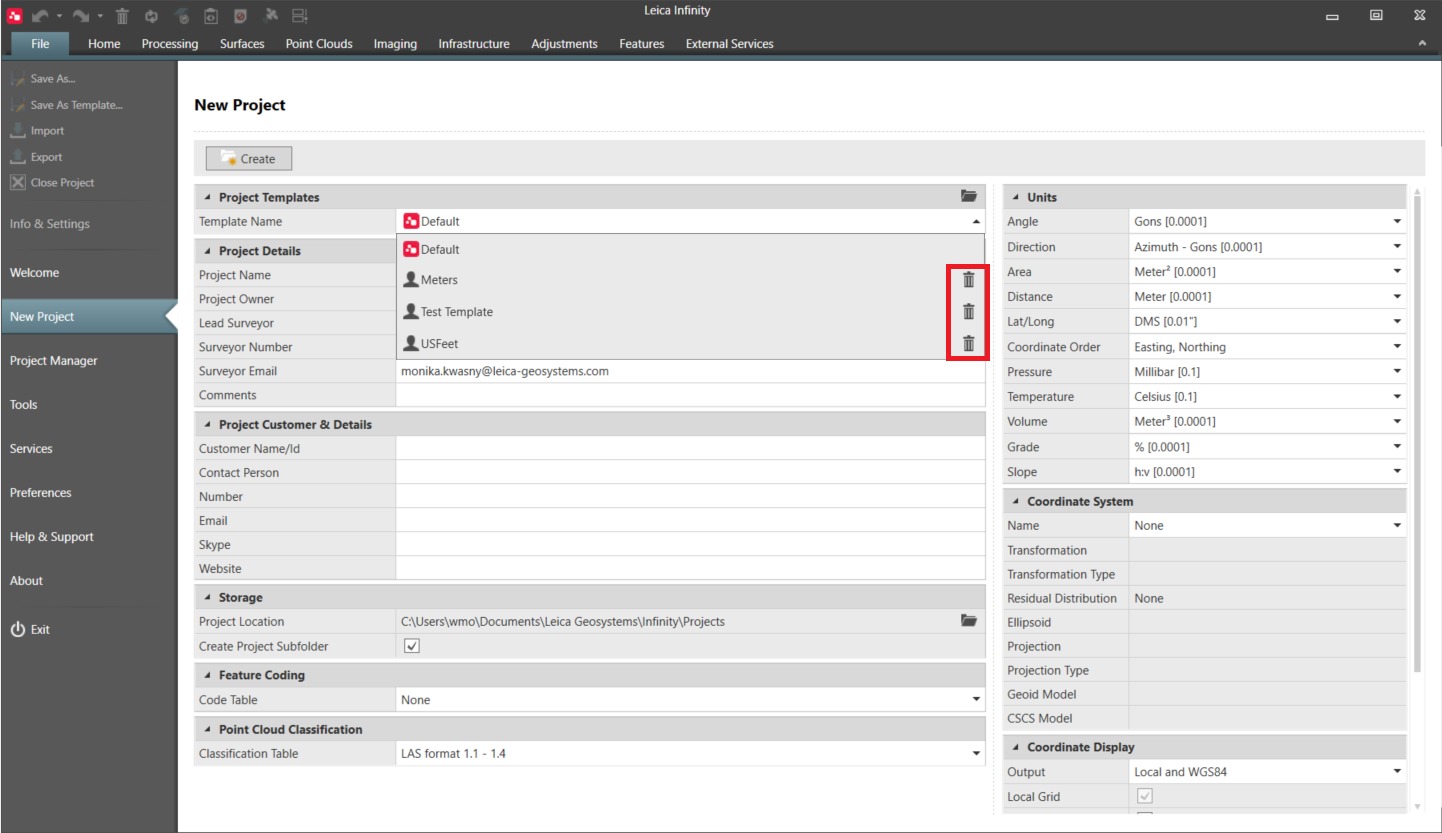 Leica Infinity
File Home Processing Surfaces Point Clouds Imaging Infrastructure Adjustments Features External Services
Save As...
Save As Template...
Import
Export
Close Project
Info & Settings
Welcome
New Project
Project Manager
Tools
Services
Preferences
Help & Support
About
Exit
New Project
Create
Project Templates
Template Name Default
Default
Meters
Test Template
USFeet
Project Details
Project Name
Project Owner
Lead Surveyor
Surveyor Number
Surveyor Email monika.kwasny@leica-geosystems.com
Comments
Project Customer & Details
Customer Name/Id
Contact Person
Number
Email
Skype
Website
Storage
Project Location C:\Users\wmo\Documents\Leica Geosystems\Infinity\Projects
Create Project Subfolder
Feature Coding
Code Table None
Point Cloud Classification
Classification Table LAS format 1.1 - 1.4
Units
Angle Gons [0.0001]
Direction Azimuth - Gons [0.0001]
Area Meter² [0.0001]
Distance Meter [0.0001]
Lat/Long DMS [0.01"]
Coordinate Order Easting, Northing
Pressure Millibar [0.1]
Temperature Celsius [0.1]
Volume Meter³ [0.0001]
Grade % [0.0001]
Slope h:v [0.0001]
Coordinate System
Name None
Transformation
Transformation Type
Residual Distribution None
Ellipsoid
Projection
Projection Type
Geoid Model
CSCS Model
Coordinate Display
Output Local and WGS84
Local Grid